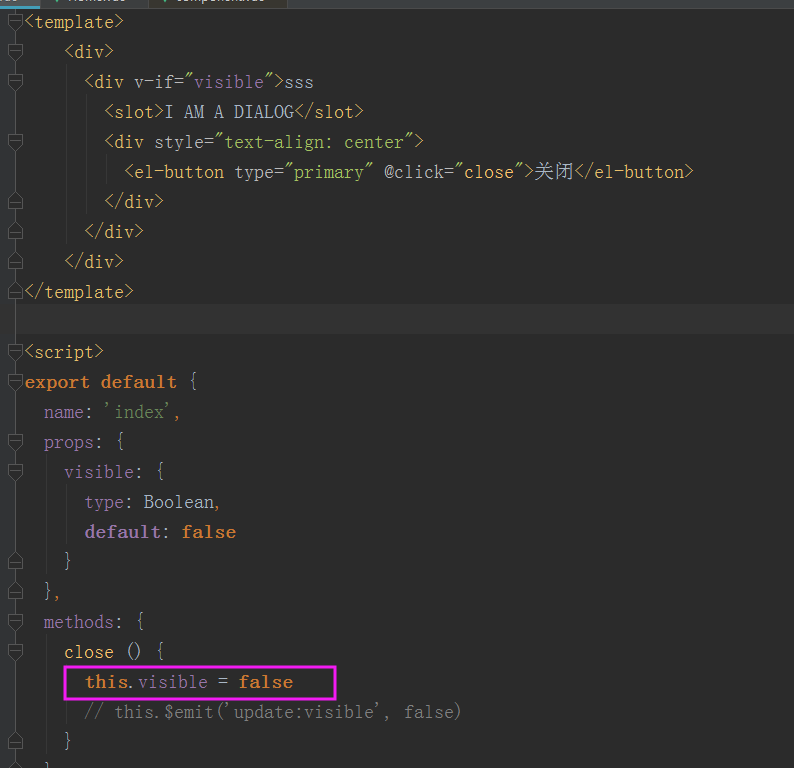 <template>
<div>
<div v-if="visible">sss
<slot>I AM A DIALOG</slot>
<div style="text-align: center">
<el-button type="primary" @click="close">关闭</el-button>
</div>
</div>
</div>
</template>
<script>
export default {
name: 'index',
props: {
visible: {
type: Boolean,
default: false
}
},
methods: {
close () {
this.visible = false
// this.$emit('update:visible', false)
}